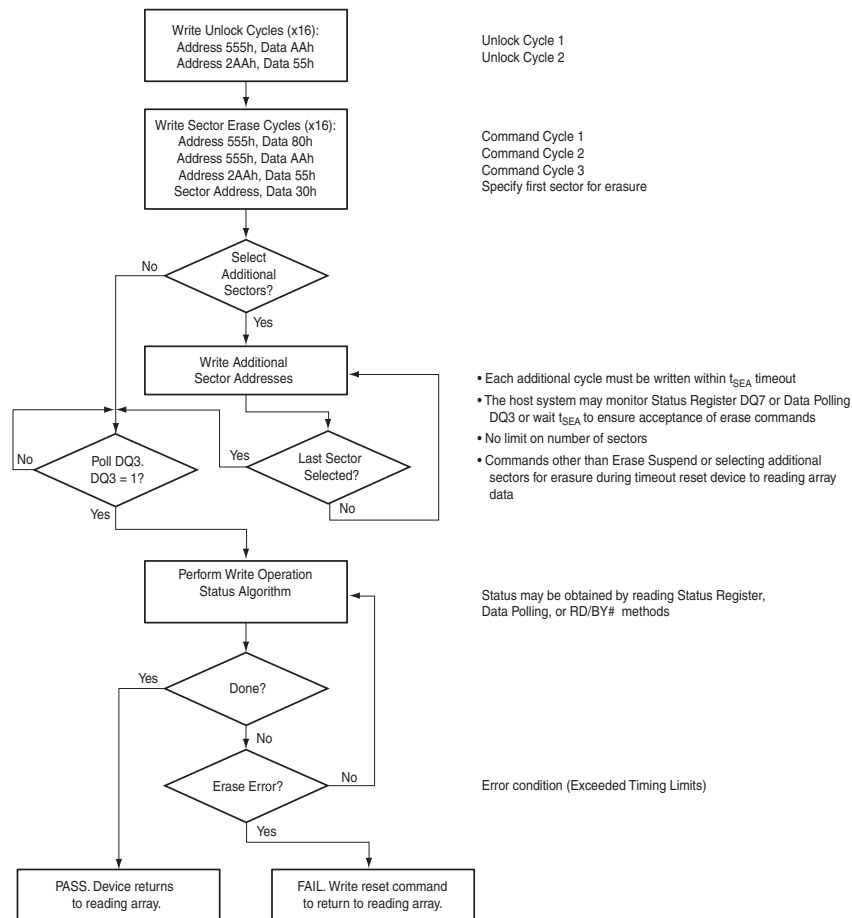 Write Unlock Cycles (x16):
Address 555h, Data AAh
Address 2AAh, Data 55h
Unlock Cycle 1
Unlock Cycle 2
Write Sector Erase Cycles (x16):
Address 555h, Data 80h
Address 555h, Data AAh
Address 2AAh, Data 55h
Sector Address, Data 30h
Command Cycle 1
Command Cycle 2
Command Cycle 3
Specify first sector for erasure
No
Select
Additional
Sectors?
Yes
Write Additional
Sector Addresses
• Each additional cycle must be written within tSEA timeout
• The host system may monitor Status Register DQ7 or Data Polling
DQ3 or wait tSEA to ensure acceptance of erase commands
• No limit on number of sectors
• Commands other than Erase Suspend or selecting additional
sectors for erasure during timeout reset device to reading array
data
No
Poll DQ3.
DQ3 = 1?
Yes
Yes
Last Sector
Selected?
No
Perform Write Operation
Status Algorithm
Status may be obtained by reading Status Register,
Data Polling, or RD/BY# methods
Yes
Done?
No
Erase Error?
No
Error condition (Exceeded Timing Limits)
Yes
PASS. Device returns
to reading array.
FAIL. Write reset command
to return to reading array.